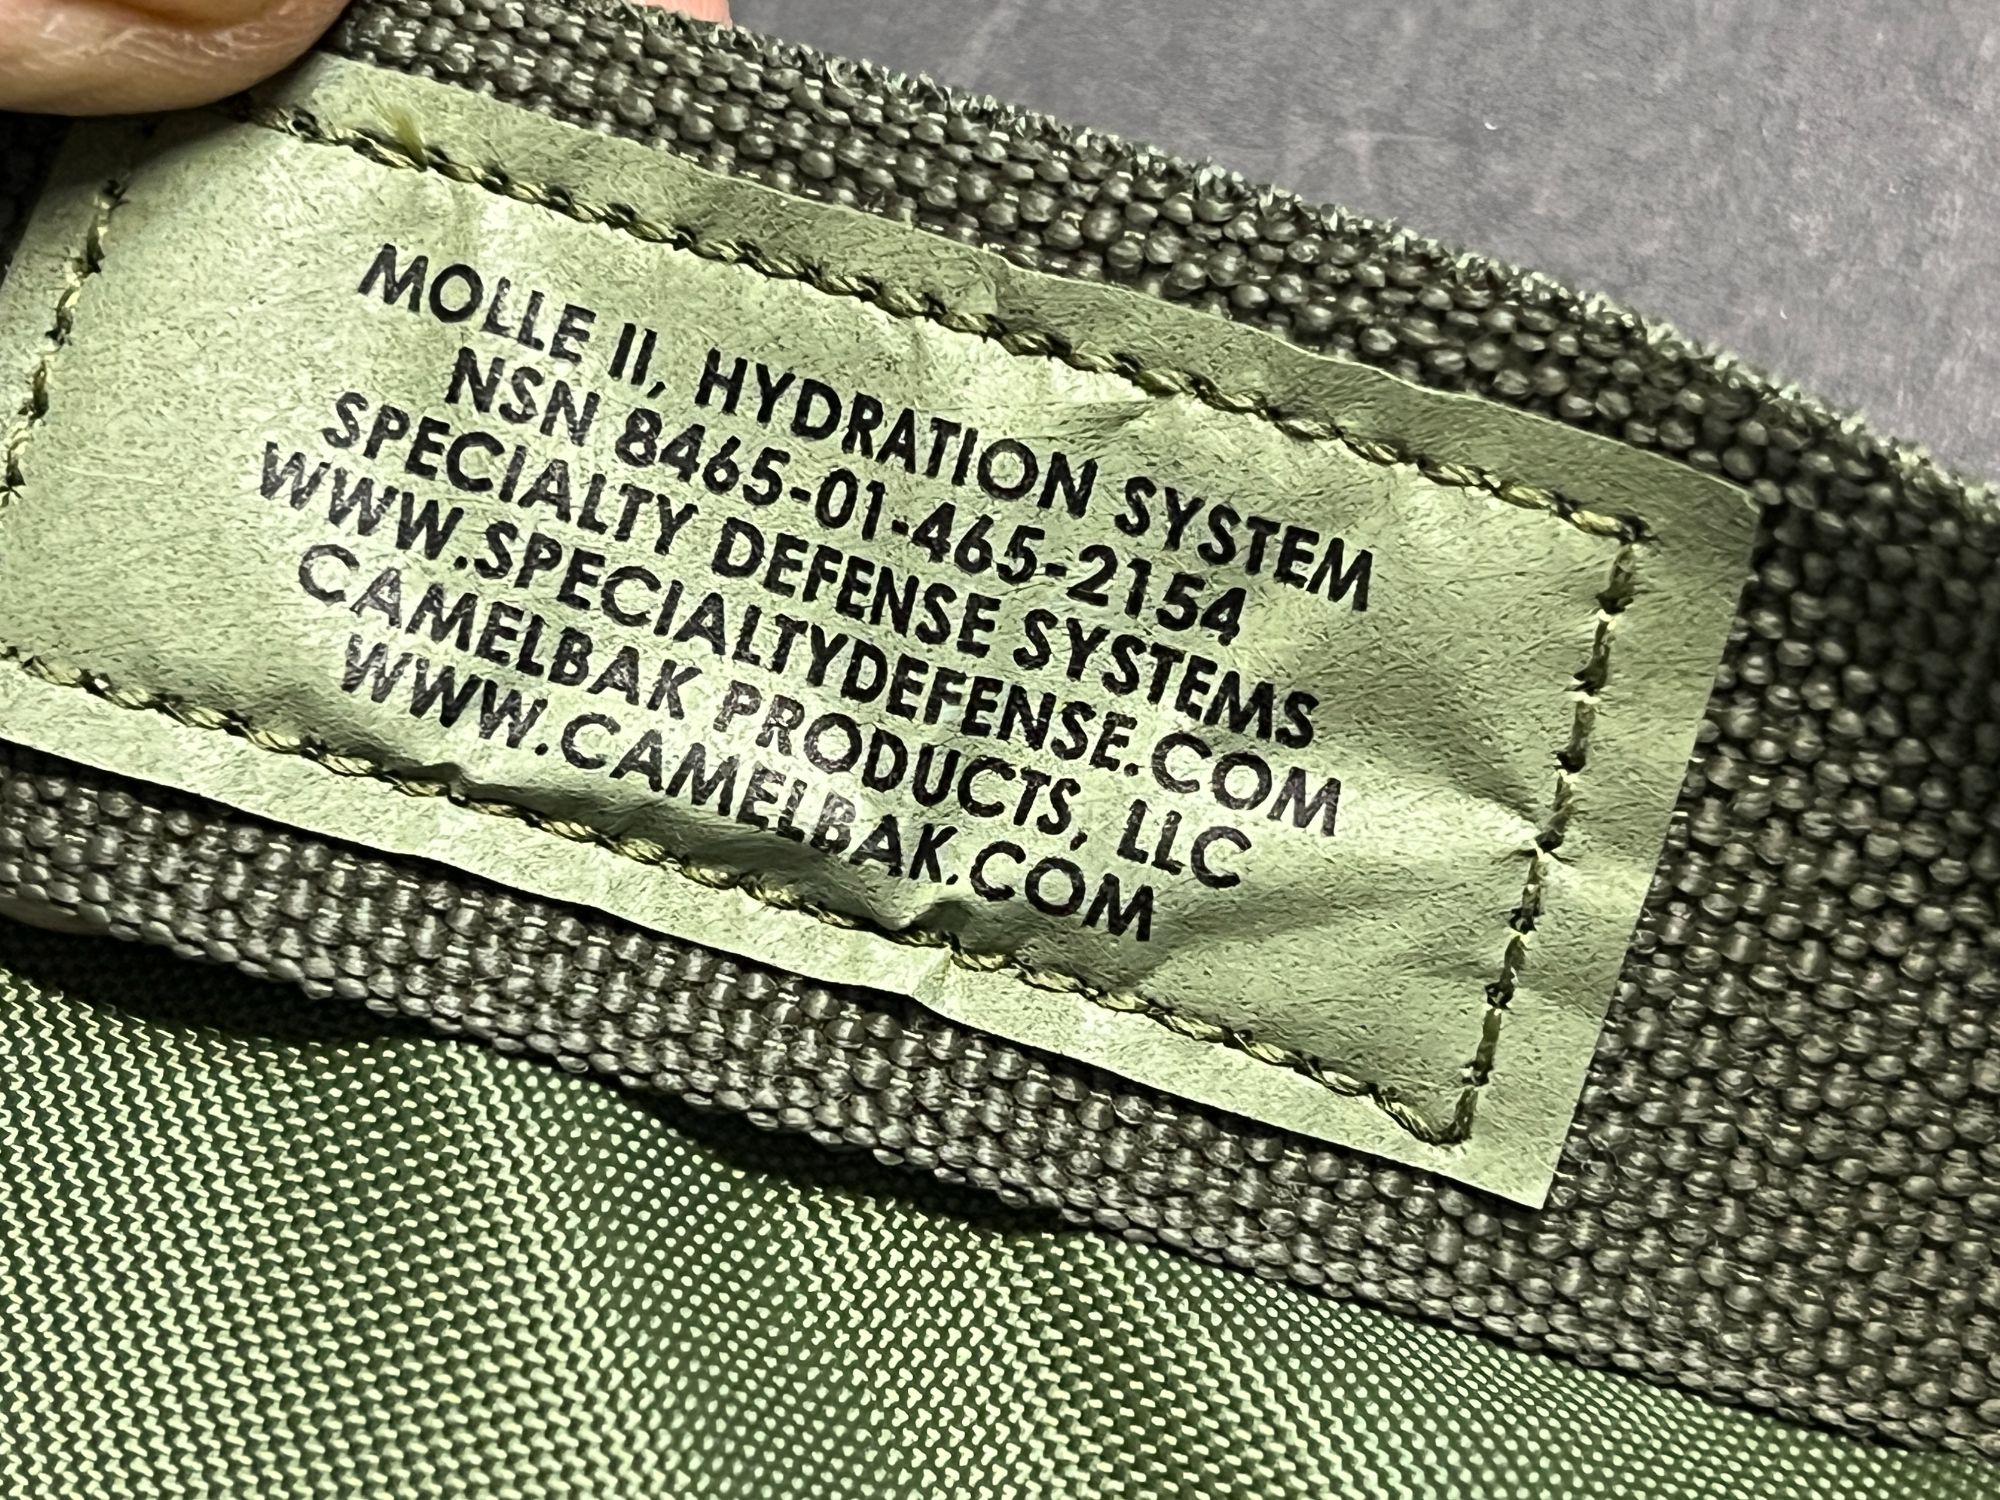 MOLLE II, HYDRATION SYSTEM
NSN 8465-01-465-2154
SPECIALTY DEFENSE SYSTEMS
WWW.SPECIALTYDEFENSE.COM
CAMELBAK PRODUCTS, LLC
WWW.CAMELBAK.COM